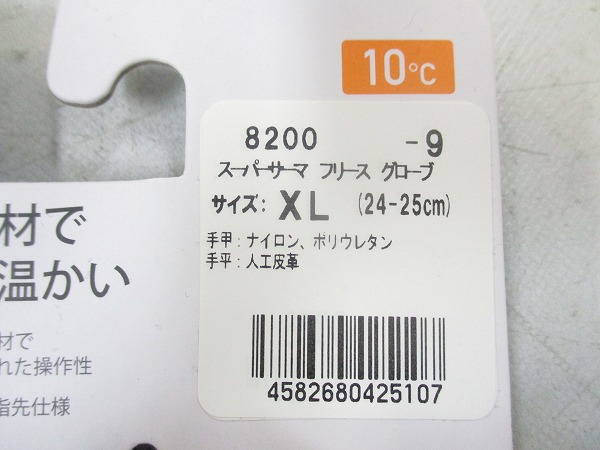 10℃
8200 -9
スーパーサーマ フリース グローブ
サイズ: XL (24-25cm)
手甲:ナイロン、ポリウレタン
手平:人工皮革
4582680425107
材で
温かい
材で
れた操作性
指先仕様